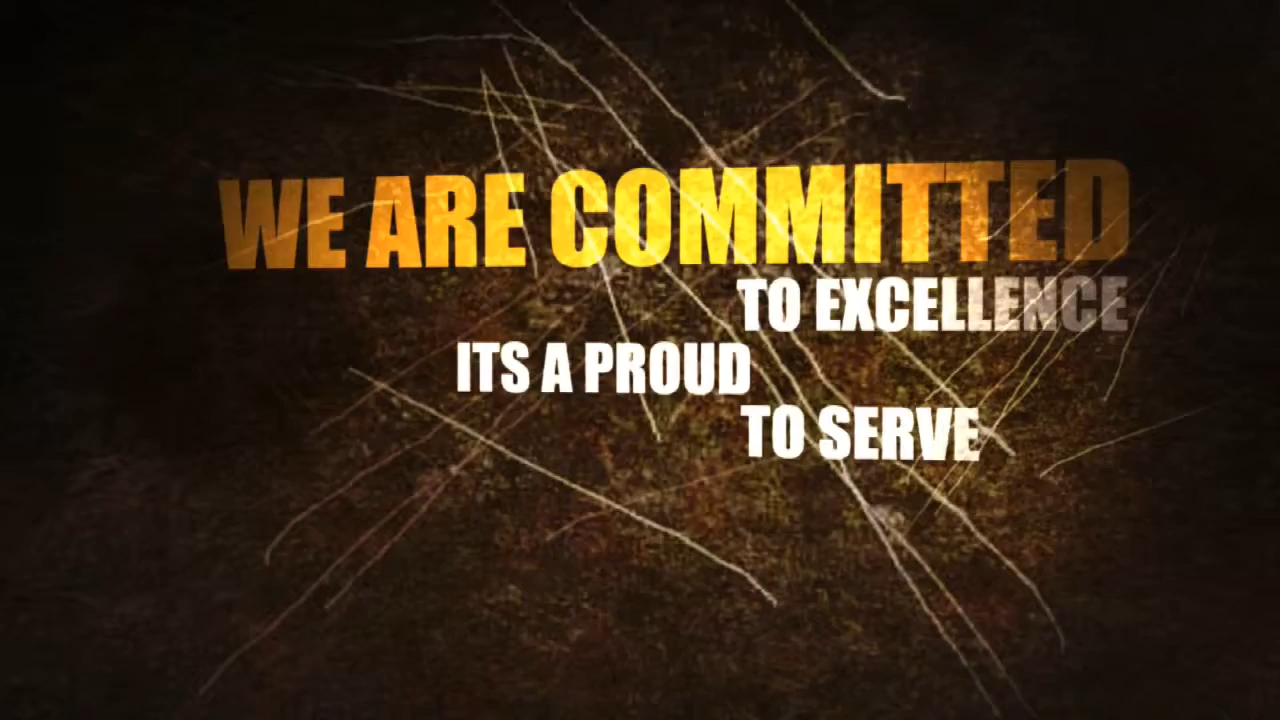 WE ARE COMMITTED
TO EXCELLENCE
ITS A PROUD
TO SERVE